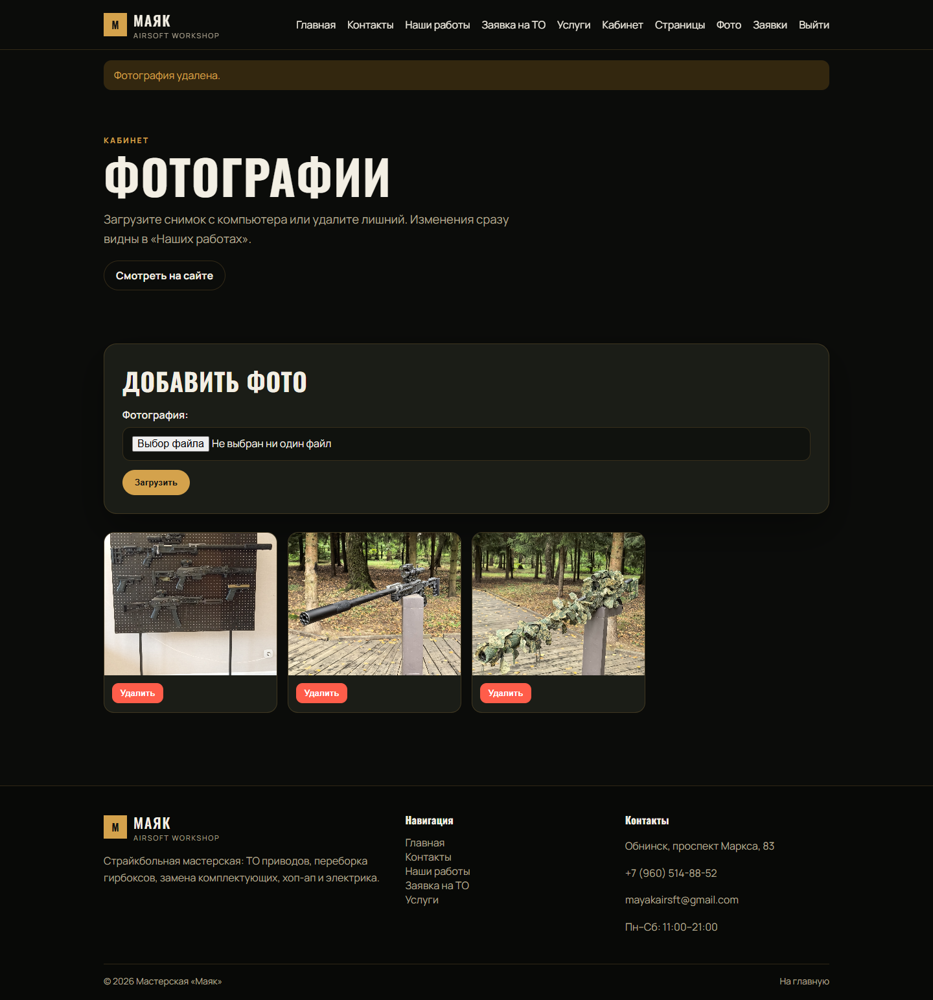 М
МАЯК
AIRSOFT WORKSHOP
Главная
Контакты
Наши работы
Заявка на ТО
Услуги
Кабинет
Страницы
Фото
Заявки
Выйти
Фотография удалена.
КАБИНЕТ
ФОТОГРАФИИ
Загрузите снимок с компьютера или удалите лишний. Изменения сразу
видны в «Наших работах».
Смотреть на сайте
ДОБАВИТЬ ФОТО
Фотография:
Выбор файла Не выбран ни один файл
Загрузить
Удалить
Удалить
Удалить
М
МАЯК
AIRSOFT WORKSHOP
Страйкбольная мастерская: ТО приводов, переборка
гирбоксов, замена комплектующих, хоп-ап и электрика.
Навигация
Главная
Контакты
Наши работы
Заявка на ТО
Услуги
Контакты
Обнинск, проспект Маркса, 83
+7 (960) 514-88-52
mayakairsft@gmail.com
Пн–Сб: 11:00–21:00
© 2026 Мастерская «Маяк»
На главную